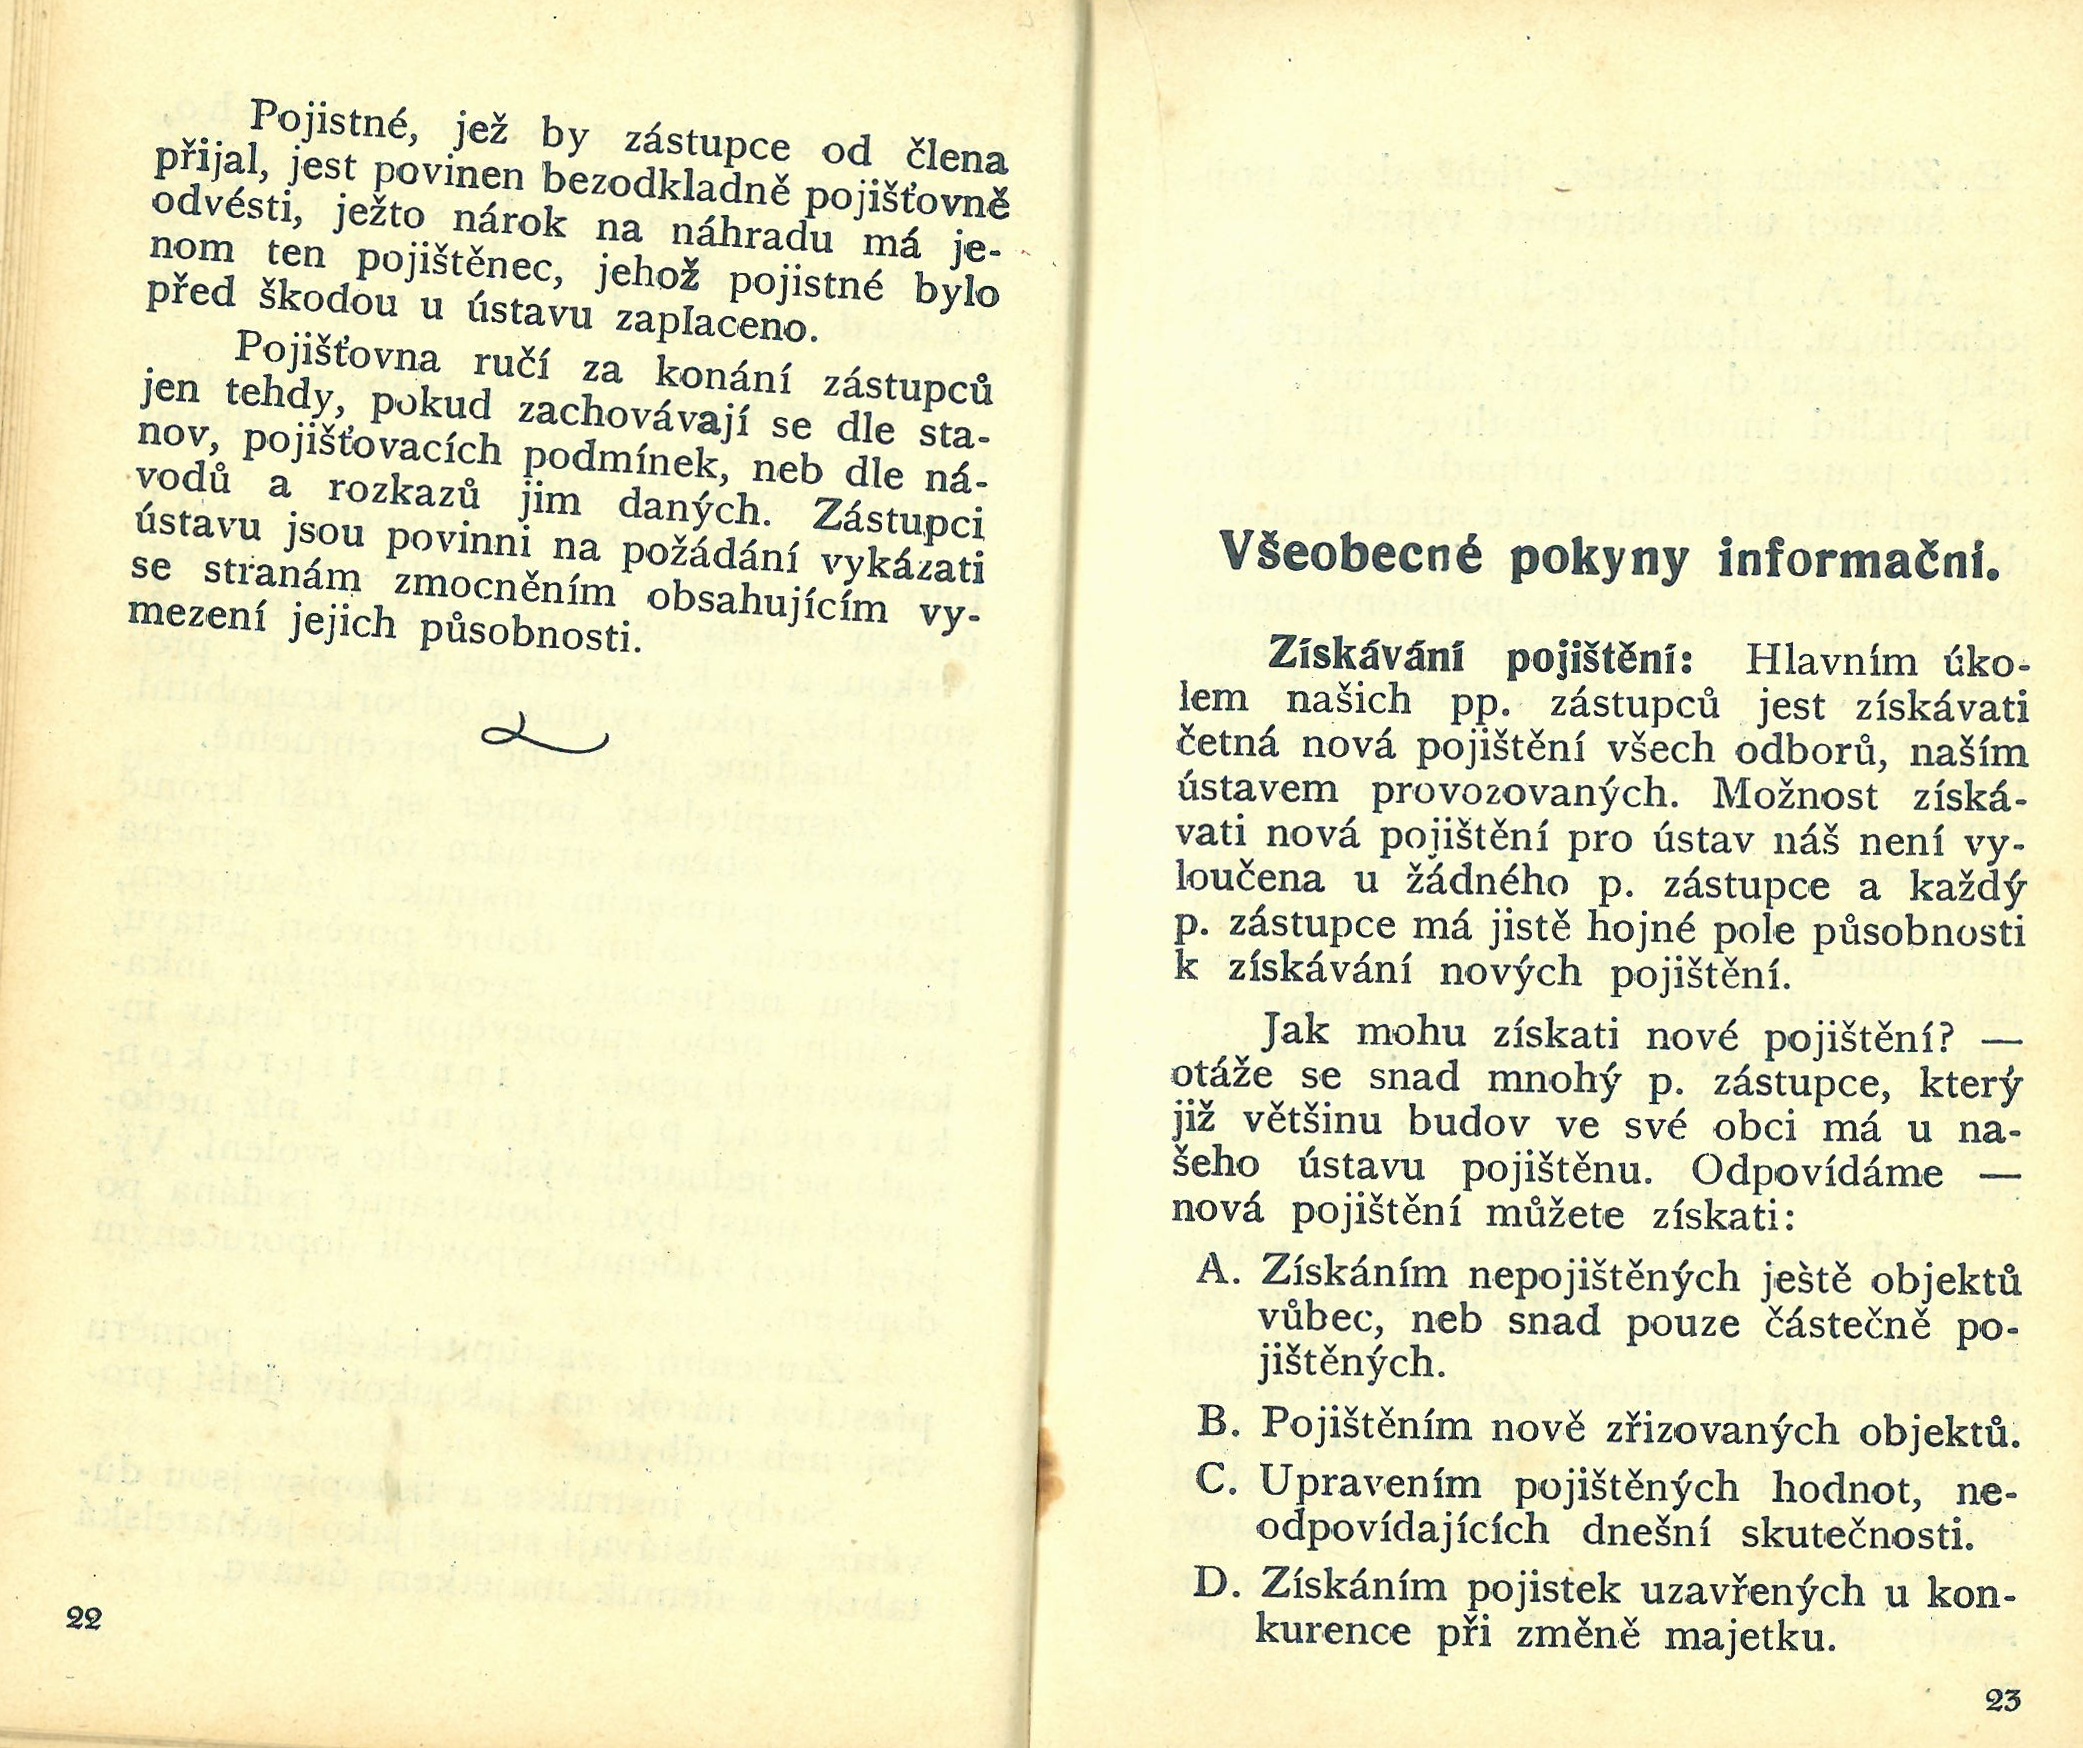 Pojistné, jež by zástupce od člena
přijal, jest povinen bezodkladně pojišťovně
odvésti, ježto nárok na náhradu má je-
nom ten pojištěnec, jehož pojistné bylo
před škodou u ústavu zaplaceno.
Pojišťovna ručí za konání zástupců
jen tehdy, pokud zachovávají se dle sta-
nov, pojišťovacích podmínek, neb dle ná-
vodů a rozkazů jim daných. Zástupci
ústavu jsou povinni na požádání vykázati
se stranám zmocněním obsahujícím vy-
mezení jejich působnosti.
22
Všeobecné pokyny informační.
Získávání pojištění: Hlavním úko-
lem našich pp. zástupců jest získávati
četná nová pojištění všech odborů, naším
ústavem provozovaných. Možnost získá-
vati nová pojištění pro ústav náš není vy-
loučena u žádného p. zástupce a každý
p. zástupce má jistě hojné pole působnosti
k získávání nových pojištění.
Jak mohu získati nové pojištění? —
otáže se snad mnohý p. zástupce, který
již většinu budov ve své obci má u na-
šeho ústavu pojištěnu. Odpovídáme —
nová pojištění můžete získati:
A. Získáním nepojištěných ještě objektů
vůbec, neb snad pouze částečně po-
jištěných.
B. Pojištěním nově zřizovaných objektů.
C. Upravením pojištěných hodnot, ne-
odpovídajících dnešní skutečnosti.
D. Získáním pojistek uzavřených u kon-
kurence při změně majetku.
23